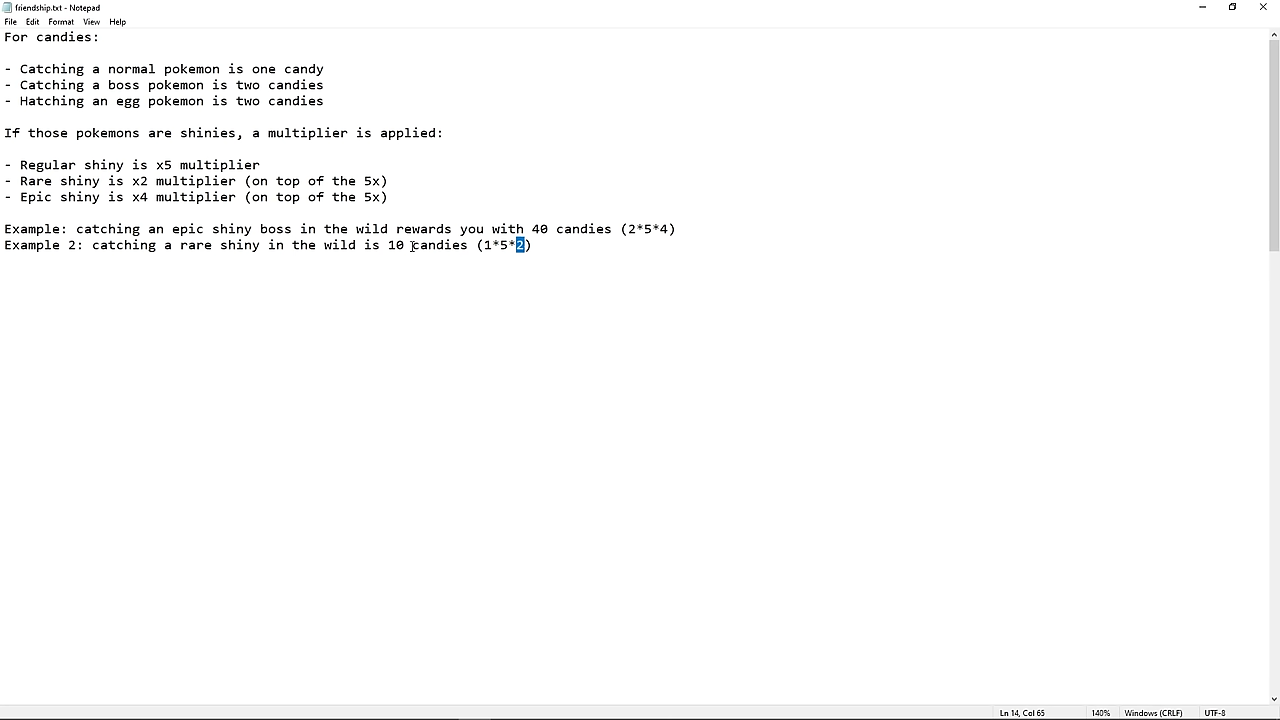 friendship.txt - Notepad
File Edit Format View Help
For candies:
- Catching a normal pokemon is one candy
- Catching a boss pokemon is two candies
- Hatching an egg pokemon is two candies
If those pokemons are shinies, a multiplier is applied:
- Regular shiny is x5 multiplier
- Rare shiny is x2 multiplier (on top of the 5x)
- Epic shiny is x4 multiplier (on top of the 5x)
Example: catching an epic shiny boss in the wild rewards you with 40 candies (2*5*4)
Example 2: catching a rare shiny in the wild is 10 candies (1*5*2)
Ln 14, Col 65 140% Windows (CRLF) UTF-8